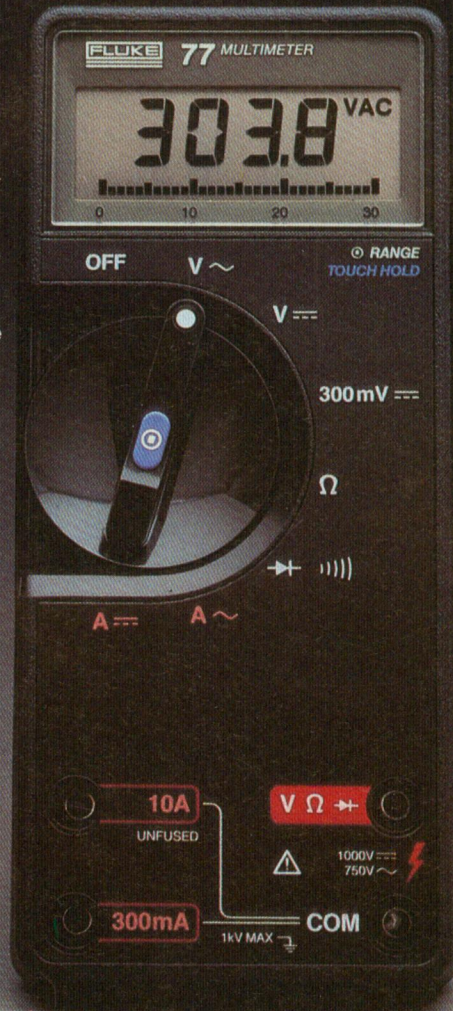 FLUKE 77 MULTIMETER
303.8 VAC
0 10 20 30
RANGE
TOUCH HOLD
OFF V~
V⎓
300mV⎓
Ω
A⎓ A~
10A V Ω
UNFUSED
1000V⎓
750V~
300mA COM
1kV MAX